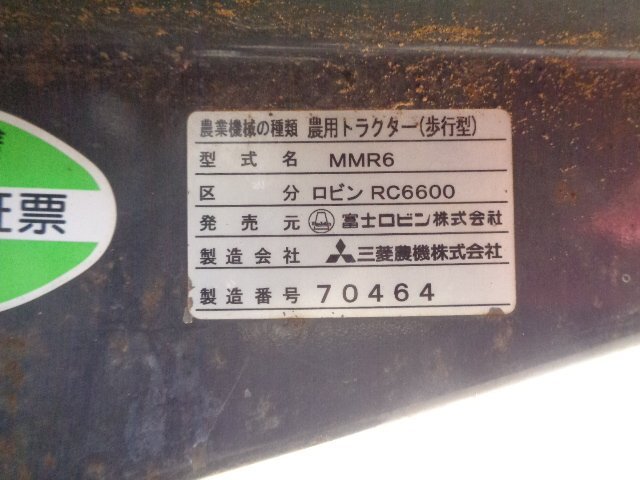 農業機械の種類 農用トラクター(歩行型)
型式名 MMR6
区分 ロビン RC6600
発売元 富士ロビン株式会社
製造会社 三菱農機株式会社
製造番号 70464
証票